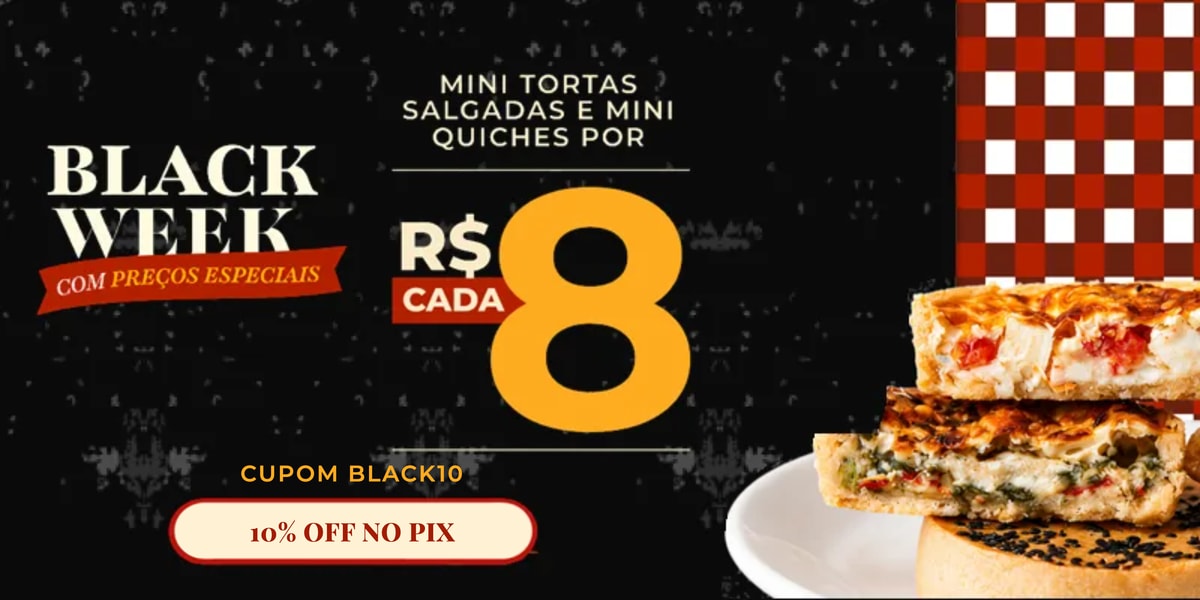 BLACK
WEEK
COM PREÇOS ESPECIAIS
MINI TORTAS
SALGADAS E MINI
QUICHES POR
R$ 8
CADA
CUPOM BLACK10
10% OFF NO PIX